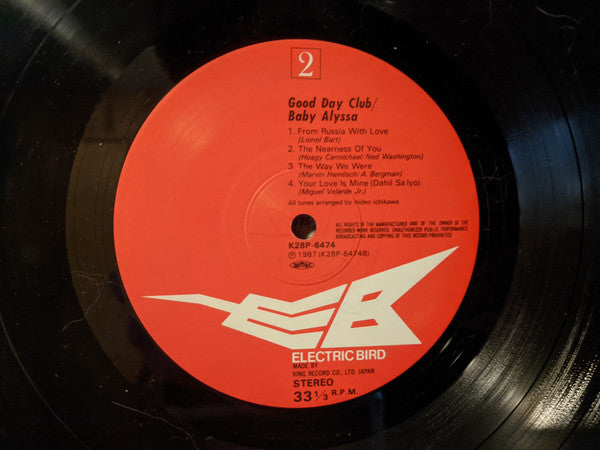 2
Good Day Club/
Baby Alyssa
1. From Russia With Love
(Lionel Bart)
2. The Nearness Of You
(Hoagy Carmichael/Ned Washington)
3. The Way We Were
(Marvin Hamlisch/A. Bergman)
4. Your Love Is Mine (Dahil Sa Iyo)
(Miguel Velarde Jr.)
All tunes arranged by Hideo Ichikawa
ALL RIGHTS OF THE MANUFACTURER AND OF THE OWNER OF THE
RECORDED WORK RESERVED. UNAUTHORIZED PUBLIC PERFORMANCE
BROADCASTING AND COPYING OF THIS RECORD PROHIBITED
K28P-6474
Ⓟ 1987 (K28P-6474B)
EB
ELECTRIC BIRD
MADE BY
KING RECORD CO., LTD. JAPAN
STEREO
33 1/3 R.P.M.